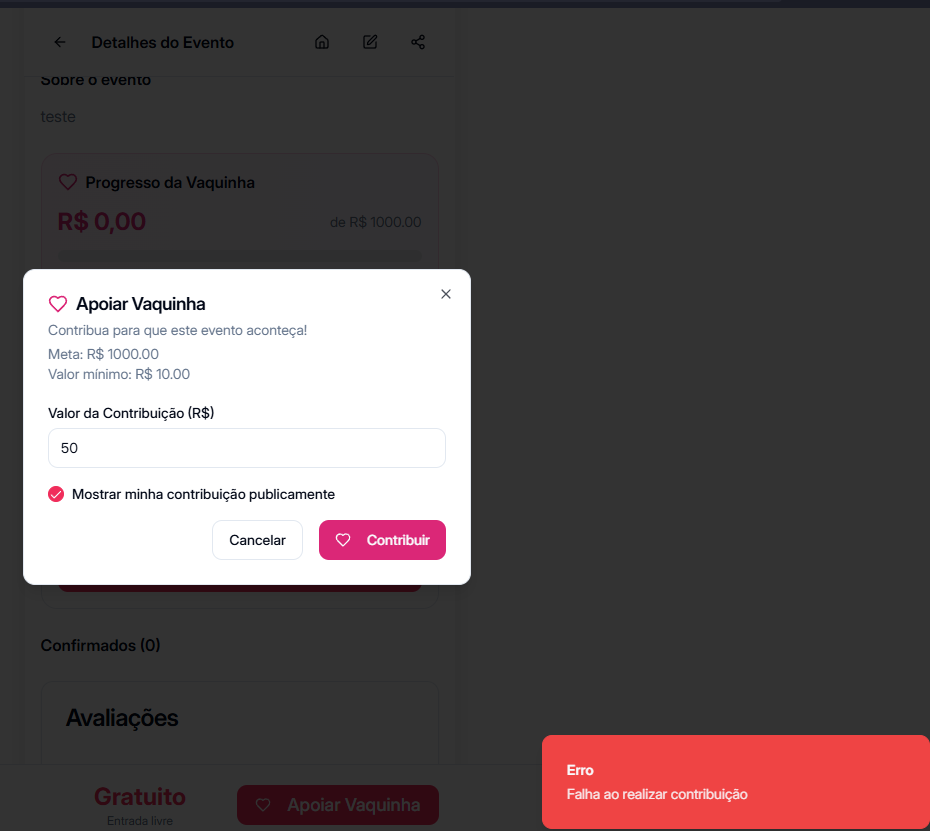 Detalhes do Evento
Sobre o evento
teste
Progresso da Vaquinha
R$ 0,00
de R$ 1000.00
Apoiar Vaquinha
Contribua para que este evento aconteça!
Meta: R$ 1000.00
Valor mínimo: R$ 10.00
Valor da Contribuição (R$)
50
Mostrar minha contribuição publicamente
Cancelar
Contribuir
Confirmados (0)
Avaliações
Gratuito
Entrada livre
Apoiar Vaquinha
Erro
Falha ao realizar contribuição